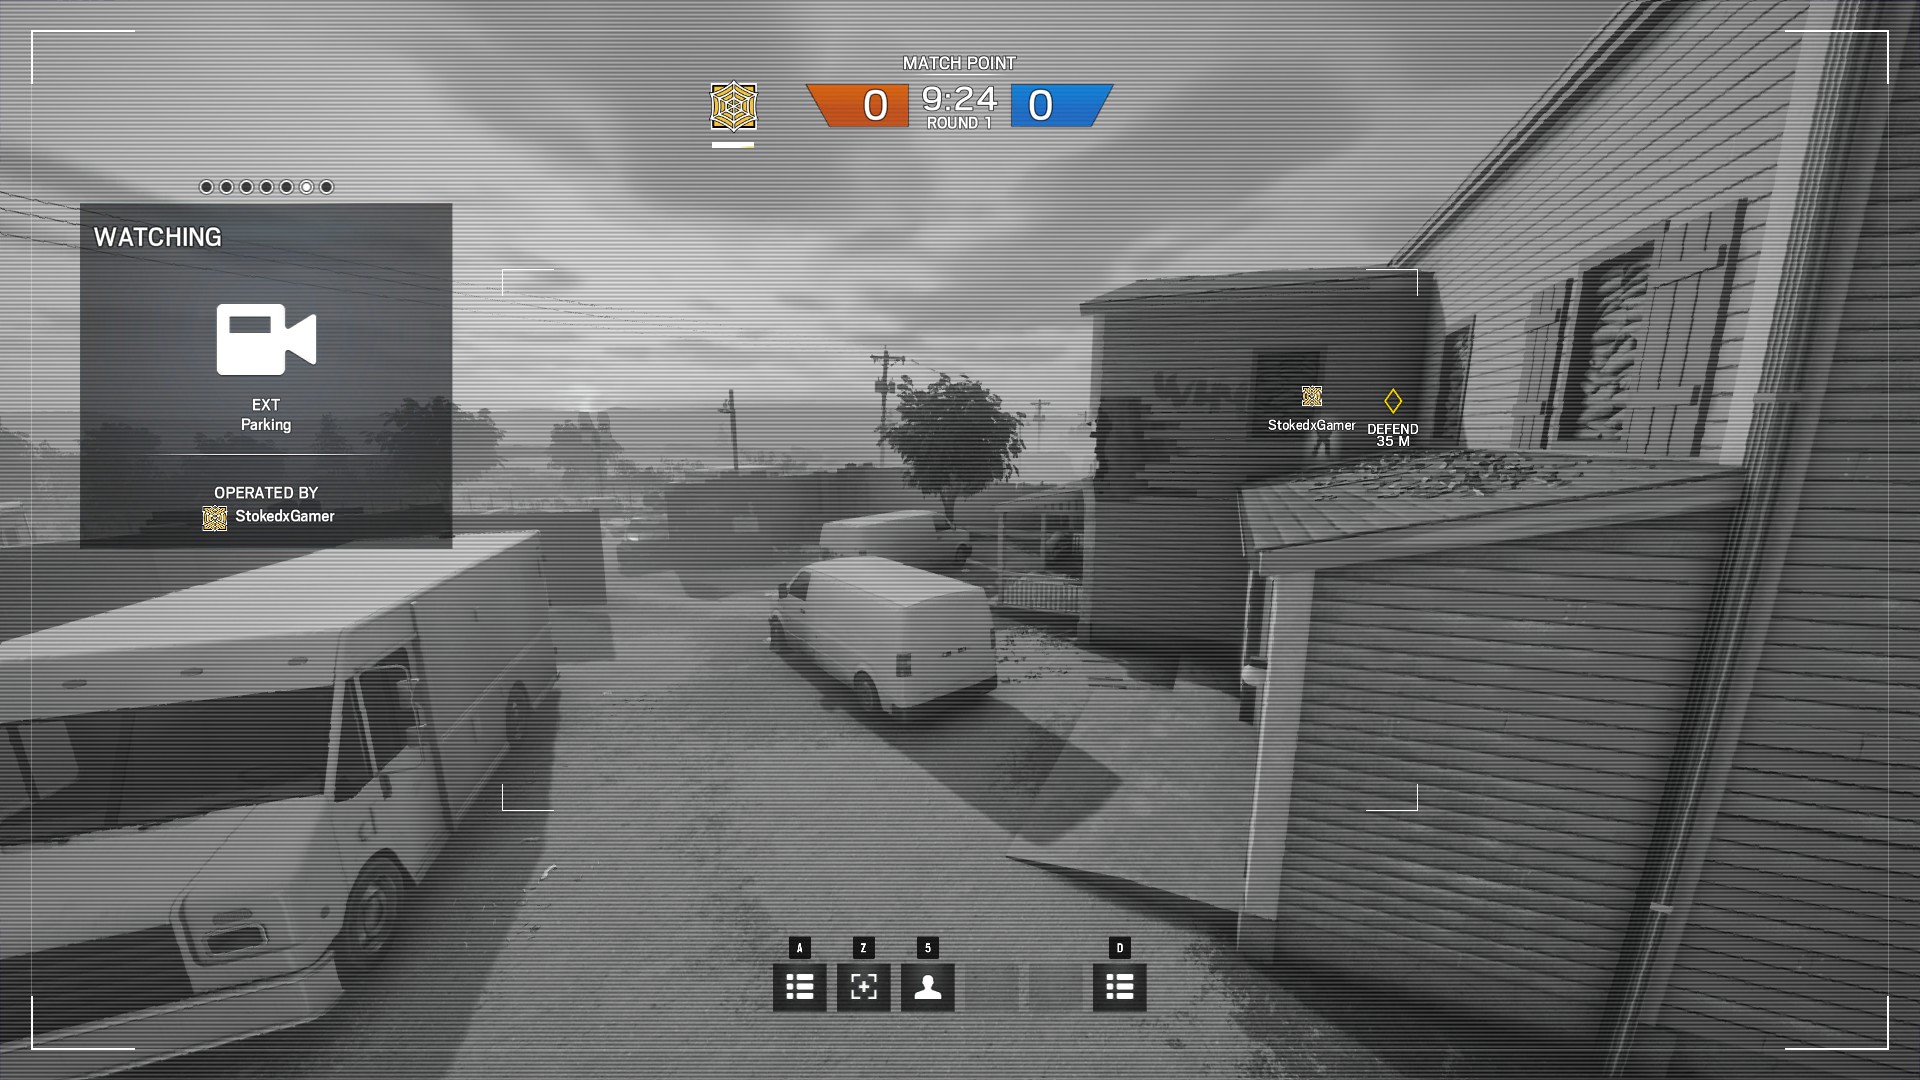 MATCH POINT
0
9:24
0
ROUND 1
WATCHING
EXT
Parking
OPERATED BY
StokedxGamer
StokedxGamer
DEFEND
35 M
A
Z
5
D